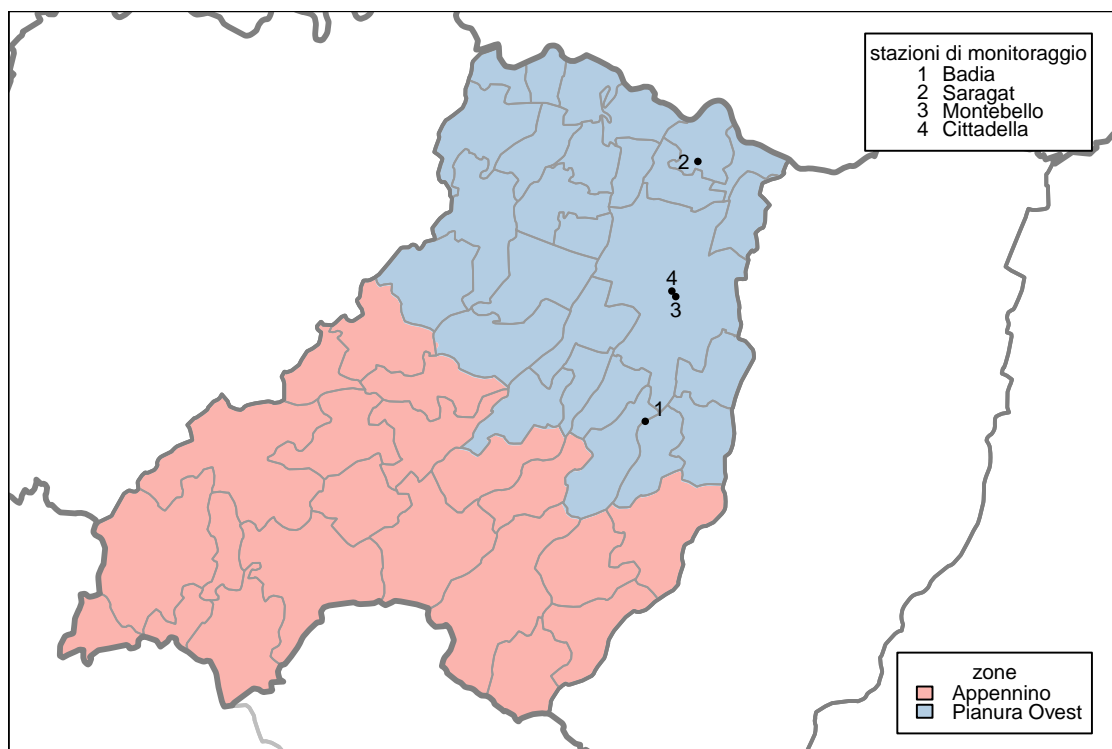 stazioni di monitoraggio
1 Badia
2 Saragat
3 Montebello
4 Cittadella
2
4
3
1
zone
Appennino
Pianura Ovest